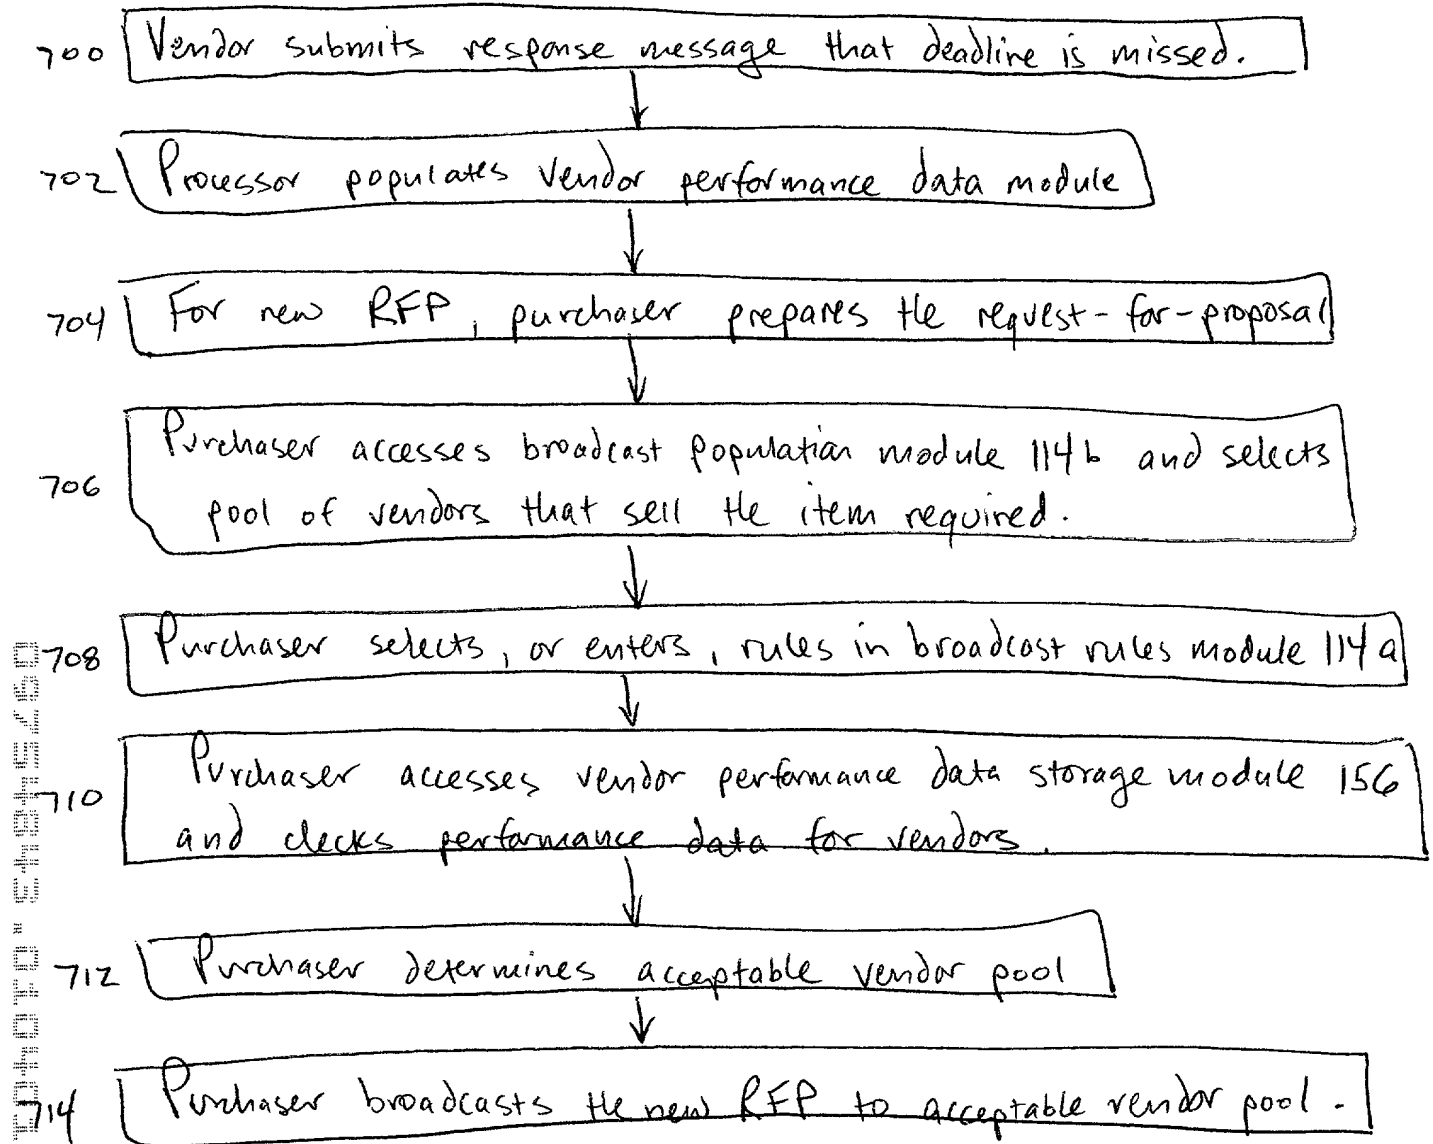 700 Vendor submits response message that deadline is missed.
702 Processor populates vendor performance data module
704 For new RFP, purchaser prepares the request-for-proposal
Purchaser accesses broadcast population module 114b and selects
706
pool of vendors that sell the item required.
708 Purchaser selects, or enters, rules in broadcast rules module 114a
Purchaser accesses vendor performance data storage module 156
710
and checks performance data for vendors.
712 Purchaser determines acceptable vendor pool
714 Purchaser broadcasts the new RFP to acceptable vendor pool.